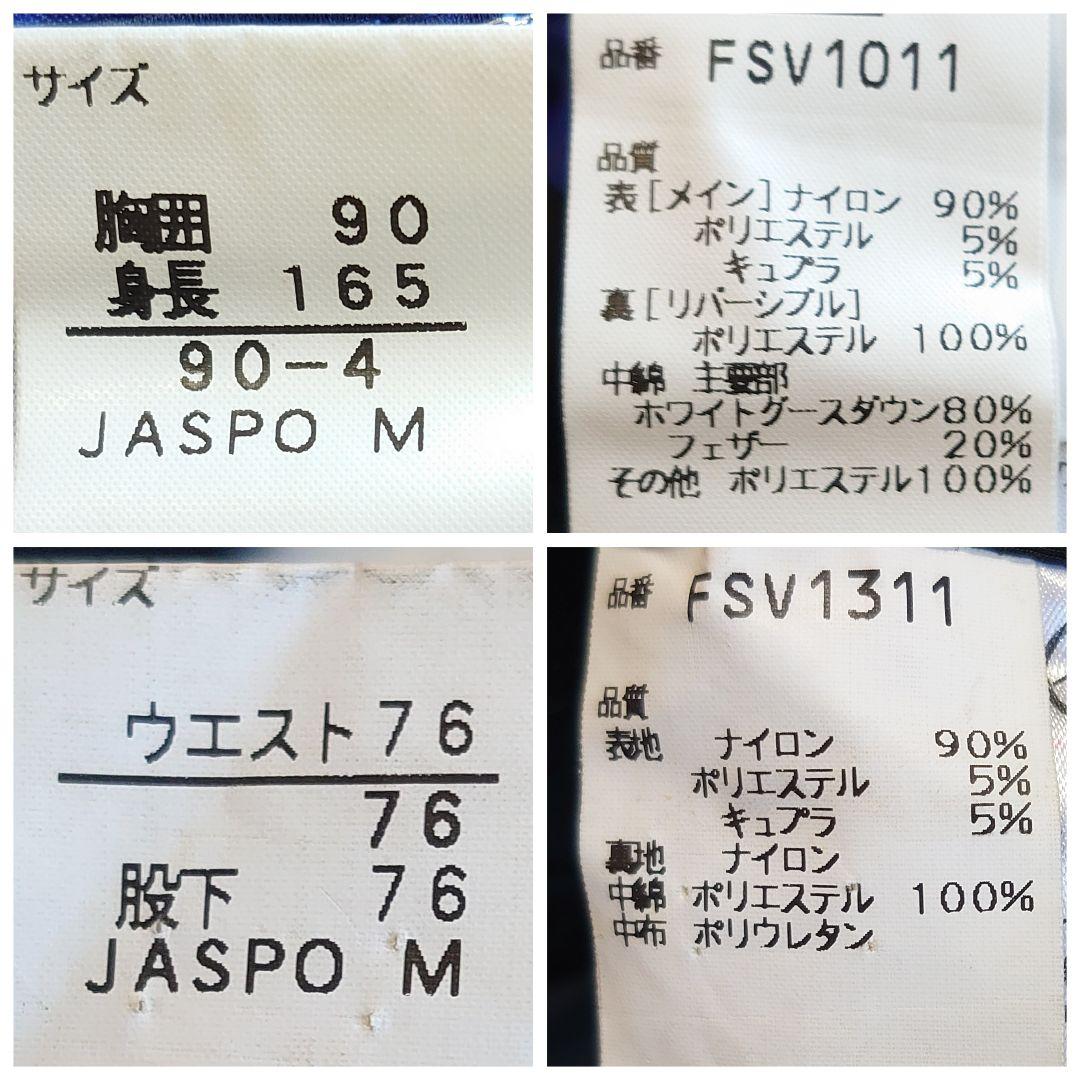 サイズ
胸囲 90
身長 165
90-4
JASPO M
品番 FSV1011
品質
表[メイン]ナイロン 90%
ポリエステル 5%
キュプラ 5%
裏[リバーシブル]
ポリエステル 100%
中綿 主要部
ホワイトグースダウン80%
フェザー 20%
その他 ポリエステル100%
サイズ
ウエスト76
76
股下 76
JASPO M
品番 FSV1311
品質
表地 ナイロン 90%
ポリエステル 5%
キュプラ 5%
裏地 ナイロン
中綿 ポリエステル 100%
中布 ポリウレタン